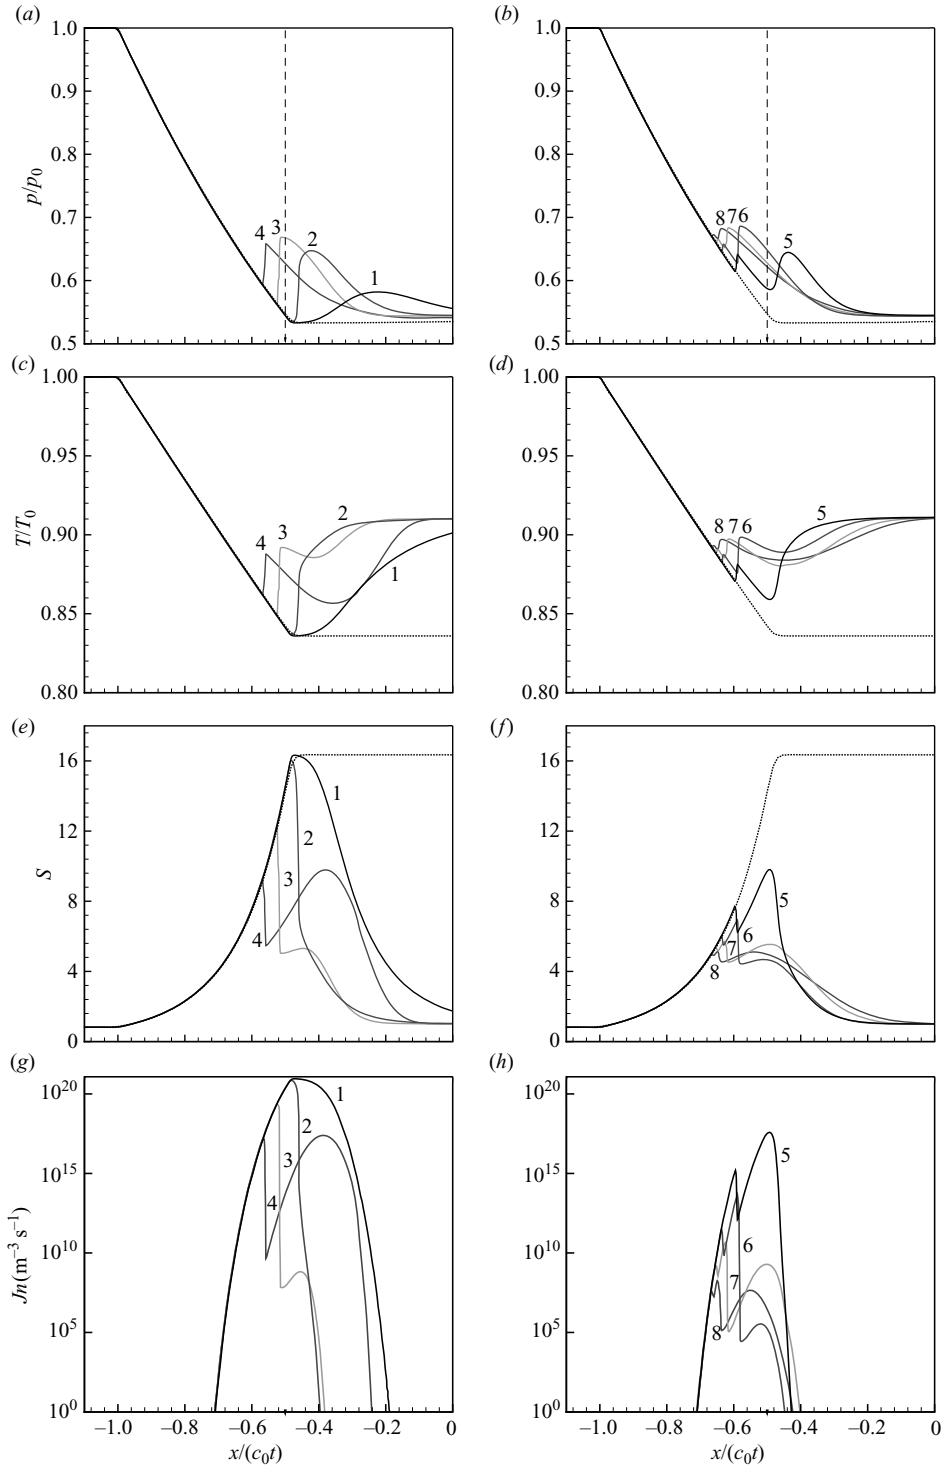 (a) (b)
1.0 1.0
0.9 0.9
p/p0 0.8 0.8
0.7 0.7
4 3 2 1 8 7 6 5
0.6 0.6
0.5 0.5
(c) (d)
1.00 1.00
0.95 0.95
T/T0 0.90 0.90
4 3 2 1 8 7 6 5
0.85 0.85
0.80 0.80
(e) (f)
16 16
1 2 3 4
12 12
S 8 8
5 6 7 8
4 4
0 0
(g) (h)
10^20 10^20
1 2 3 4
10^15 10^15
5 6 7 8
Jn (m^−3 s^−1) 10^10 10^10
10^5 10^5
10^0 10^0
−1.0 −0.8 −0.6 −0.4 −0.2 0 −1.0 −0.8 −0.6 −0.4 −0.2 0
x/(c0t) x/(c0t)